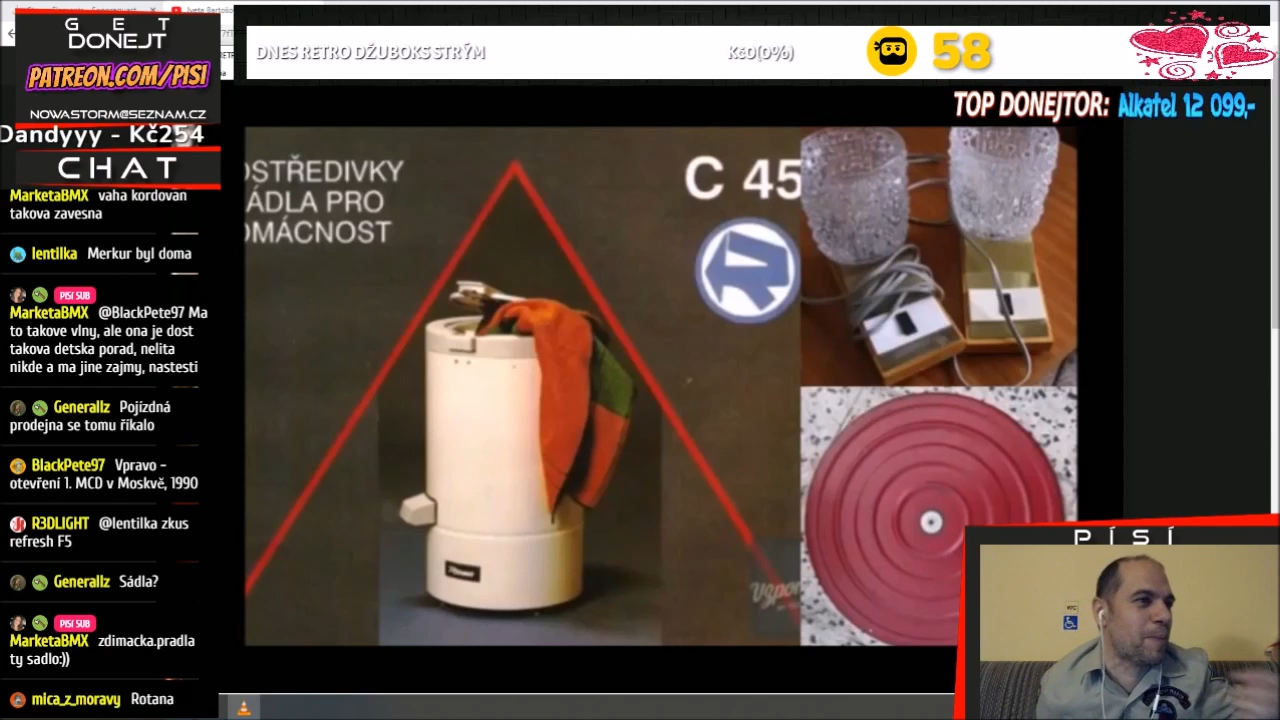 GET
DONEJT
PATREON.COM/PISI
NOWASTORM@SEZNAM.CZ
Dandyyy - Kč254
CHAT
MarketaBMX vaha kordovan
takova zavesna
lentilka Merkur byl doma
PISI SUB
MarketaBMX @BlackPete97 Ma
to takove vlny, ale ona je dost
takova detska porad, nelita
nikde a ma jine zajmy, nastesti
Generallz Pojízdná
prodejna se tomu říkalo
BlackPete97 Vpravo -
otevření 1. MCD v Moskvě, 1990
R3DLIGHT @lentilka zkus
refresh F5
Generallz Sádla?
PISI SUB
MarketaBMX zdimacka.pradla
ty sadlo:))
mica_z_moravy Rotana
DNES RETRO DŽUBOKS STRÝM
Kč0(0%)
58
TOP DONEJTOR: Alkatel 12 099,-
OSTŘEDIVKY
ÁDLA PRO
OMÁCNOST
C 45
Vzpom
PÍSÍ
WC